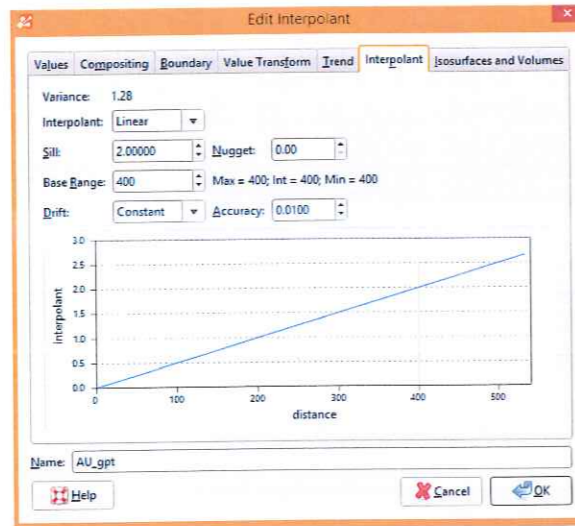 Edit Interpolant
Values Compositing Boundary Value Transform Trend Interpolant Isosurfaces and Volumes
Variance: 1.28
Interpolant: Linear
Sill: 2.00000 Nugget: 0.00
Base Range: 400 Max = 400; Int = 400; Min = 400
Drift: Constant Accuracy: 0.0100
3.0
2.5
2.0
1.5
1.0
0.5
0.0
interpolant
0 100 200 300 400 500
distance
Name: AU_gpt
Help Cancel OK